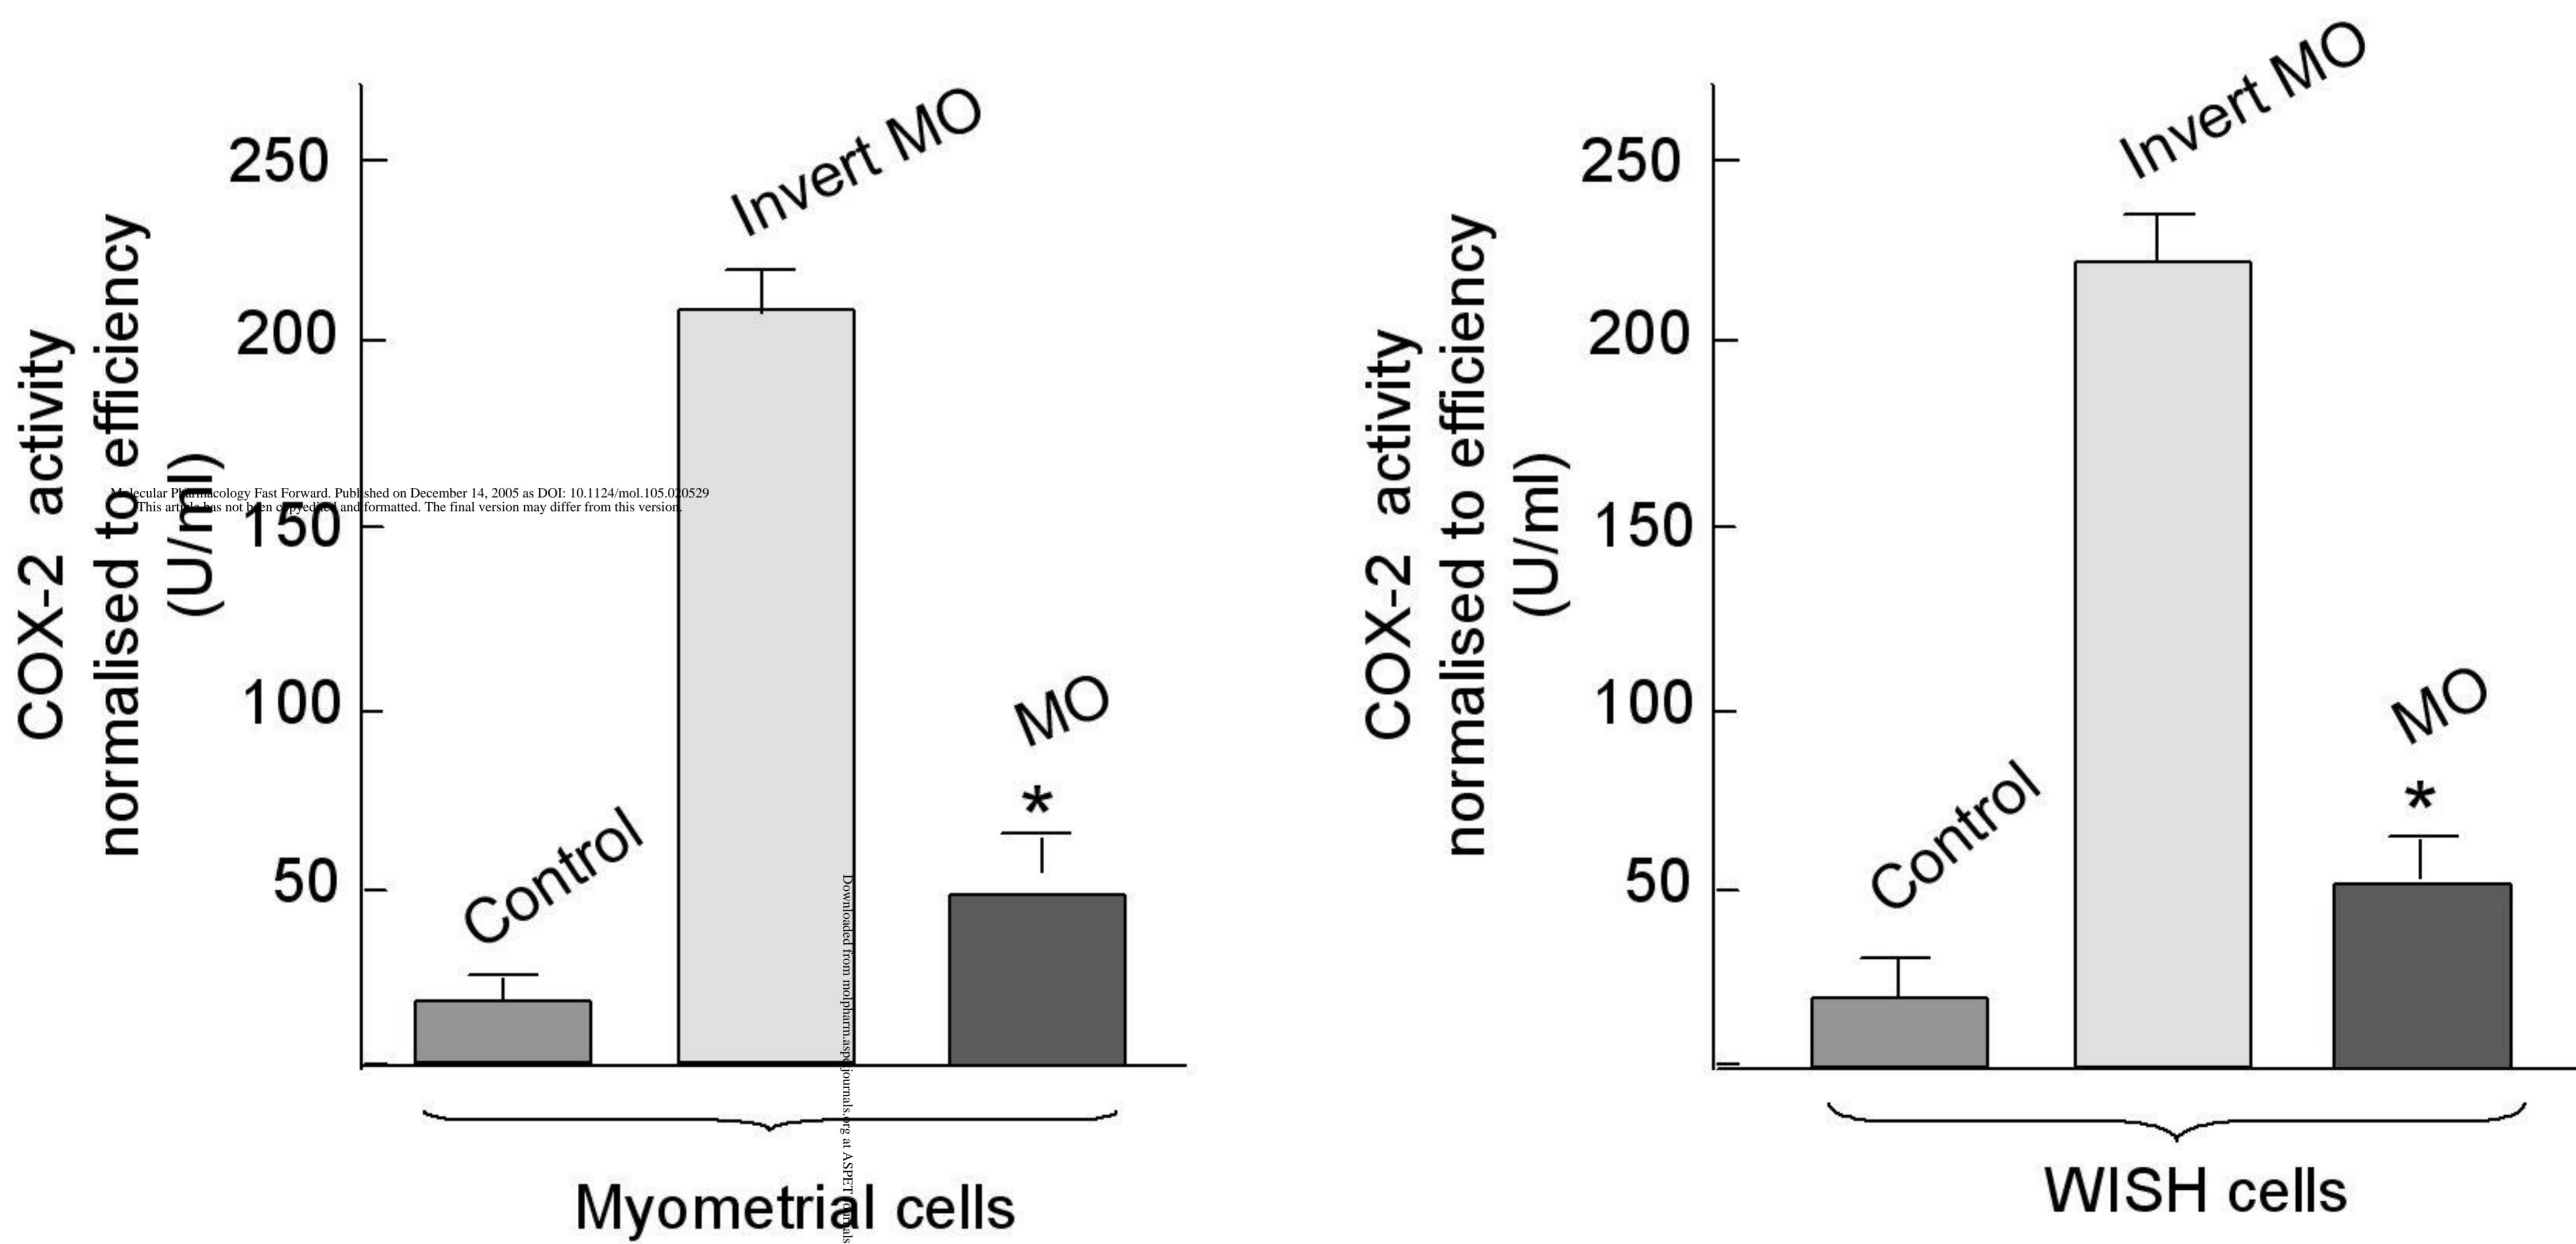 COX-2 activity
normalised to efficiency
(U/ml)
250
200
150
100
50
Control
Invert MO
MO
*
Myometrial cells
COX-2 activity
normalised to efficiency
(U/ml)
250
200
150
100
50
Control
Invert MO
MO
*
WISH cells
Molecular Pharmacology Fast Forward. Published on December 14, 2005 as DOI: 10.1124/mol.105.020529
This article has not been copyedited and formatted. The final version may differ from this version.
Downloaded from molpharm.aspetjournals.org at ASPET Journals